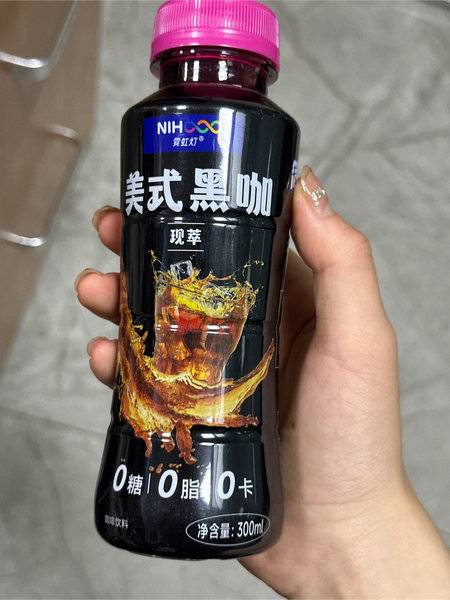 NIH
霓虹灯®
美式黑咖
现萃
0糖 0脂 0卡
咖啡饮料
净含量: 300ml